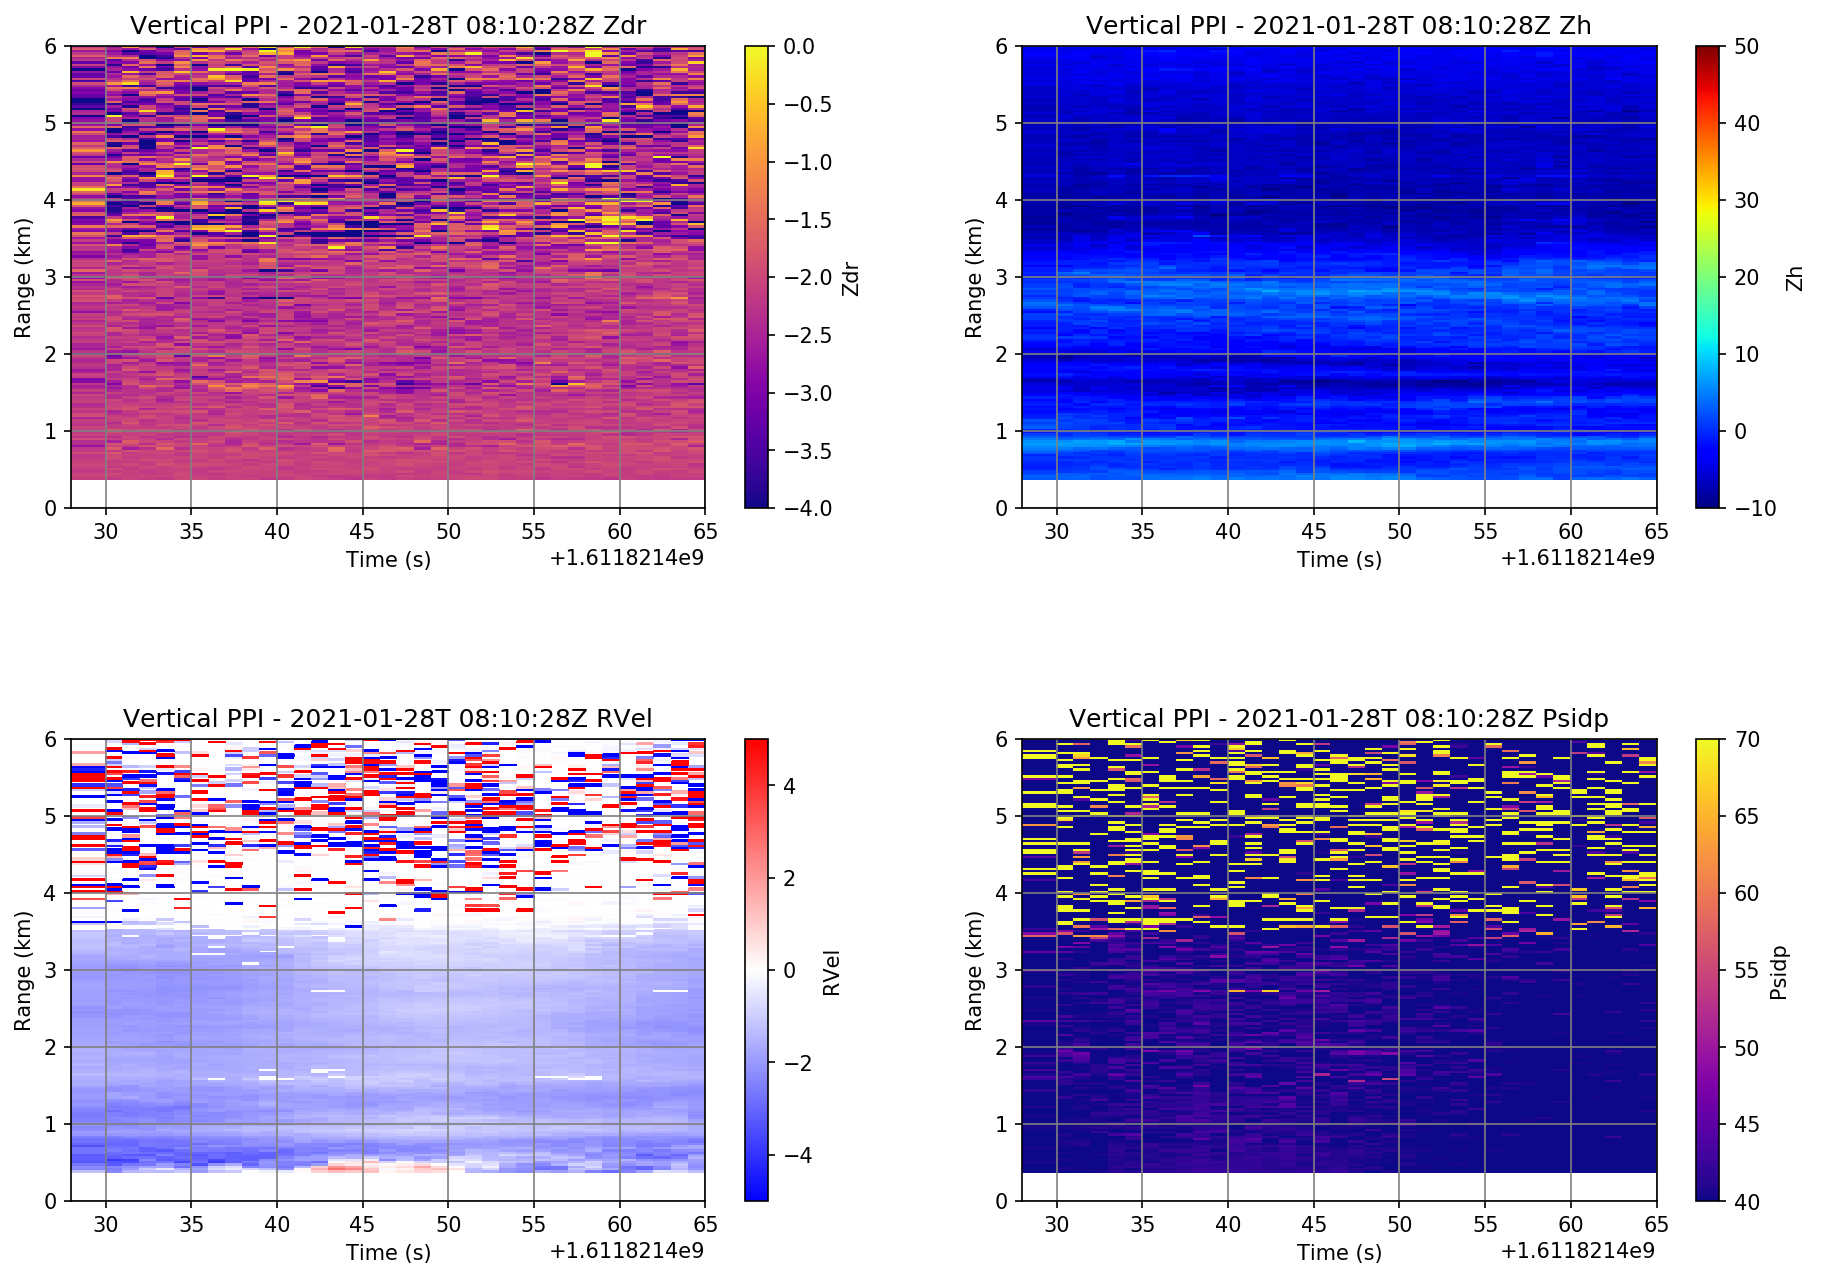 Vertical PPI - 2021-01-28T 08:10:28Z Zdr
6
5
4
3
2
1
0
Range (km)
30 35 40 45 50 55 60 65
Time (s)
+1.6118214e9
0.0
−0.5
−1.0
−1.5
−2.0
−2.5
−3.0
−3.5
−4.0
Zdr
Vertical PPI - 2021-01-28T 08:10:28Z Zh
6
5
4
3
2
1
0
Range (km)
30 35 40 45 50 55 60 65
Time (s)
+1.6118214e9
50
40
30
20
10
0
−10
Zh
Vertical PPI - 2021-01-28T 08:10:28Z RVel
6
5
4
3
2
1
0
Range (km)
30 35 40 45 50 55 60 65
Time (s)
+1.6118214e9
4
2
0
−2
−4
RVel
Vertical PPI - 2021-01-28T 08:10:28Z Psidp
6
5
4
3
2
1
0
Range (km)
30 35 40 45 50 55 60 65
Time (s)
+1.6118214e9
70
65
60
55
50
45
40
Psidp